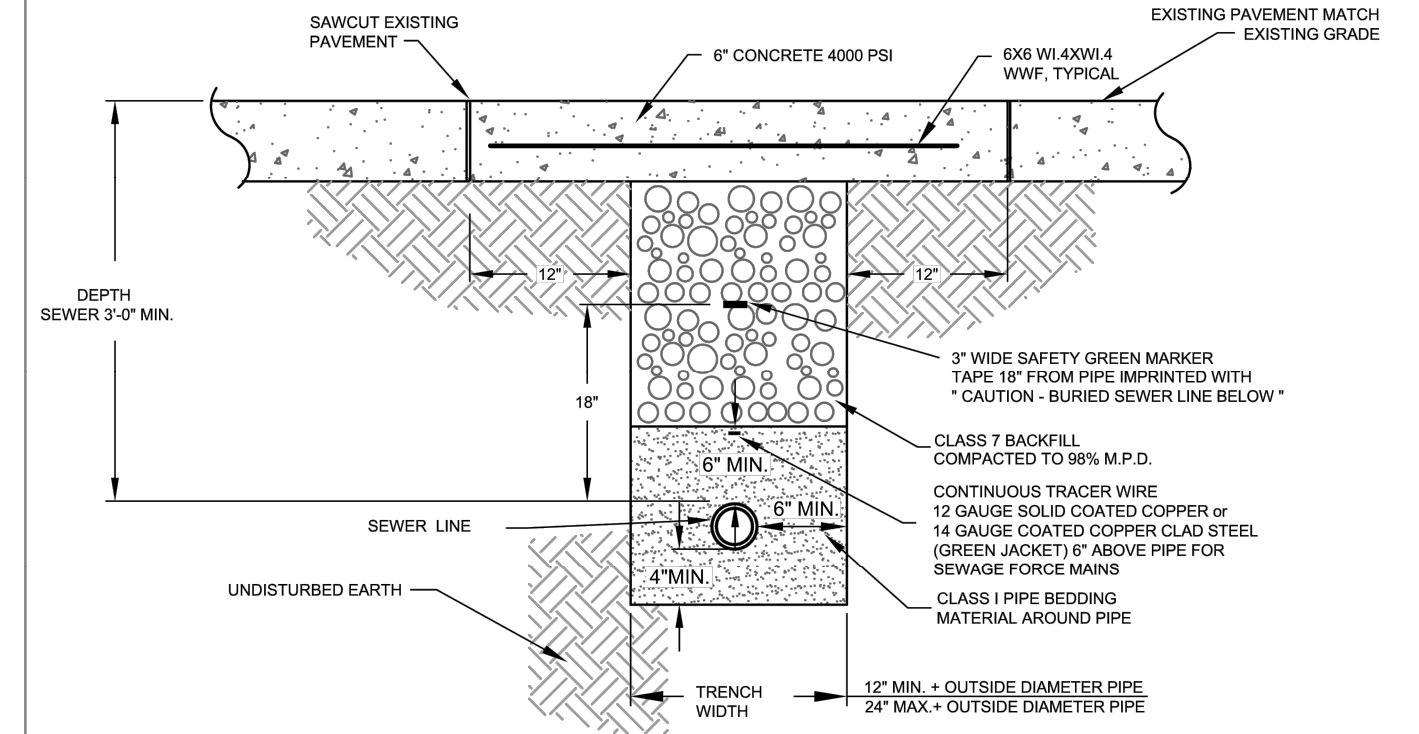 SAWCUT EXISTING
PAVEMENT
6" CONCRETE 4000 PSI
6X6 WI.4XWI.4
WWF, TYPICAL
EXISTING PAVEMENT MATCH
EXISTING GRADE
DEPTH
SEWER 3'-0" MIN.
12"
12"
18"
3" WIDE SAFETY GREEN MARKER
TAPE 18" FROM PIPE IMPRINTED WITH
" CAUTION - BURIED SEWER LINE BELOW "
CLASS 7 BACKFILL
COMPACTED TO 98% M.P.D.
6" MIN.
CONTINUOUS TRACER WIRE
12 GAUGE SOLID COATED COPPER or
14 GAUGE COATED COPPER CLAD STEEL
(GREEN JACKET) 6" ABOVE PIPE FOR
SEWAGE FORCE MAINS
6" MIN.
SEWER LINE
4"MIN.
UNDISTURBED EARTH
CLASS I PIPE BEDDING
MATERIAL AROUND PIPE
TRENCH
WIDTH
12" MIN. + OUTSIDE DIAMETER PIPE
24" MAX.+ OUTSIDE DIAMETER PIPE